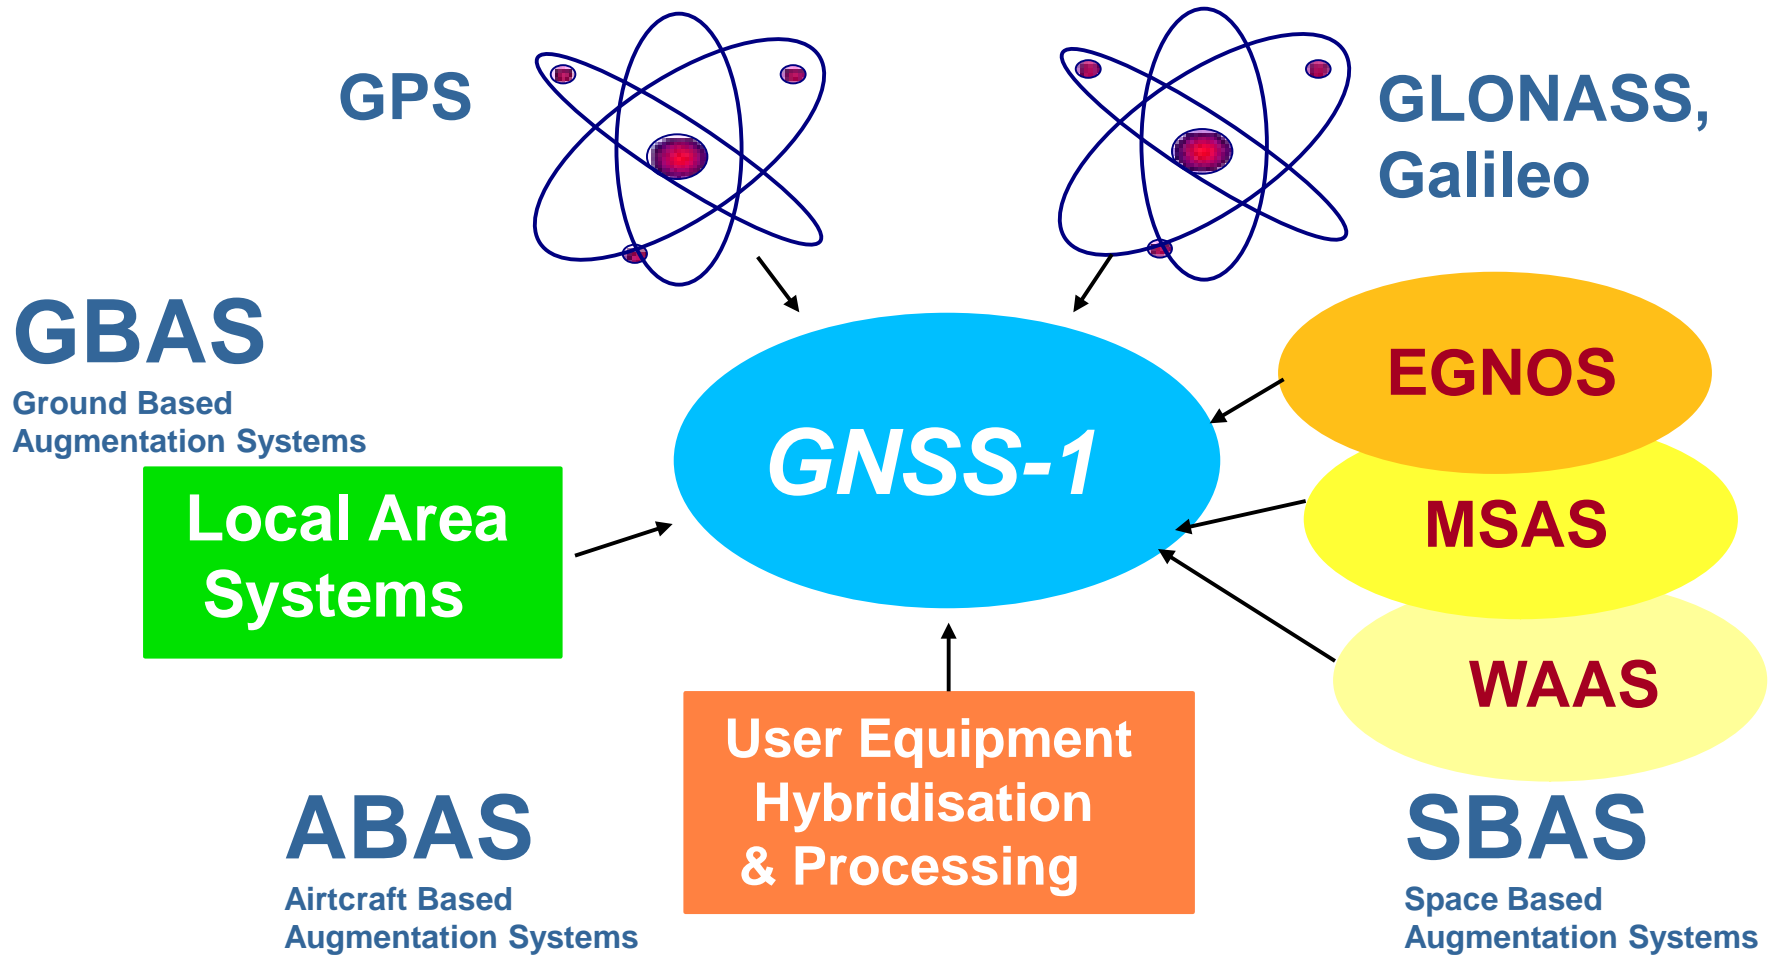 GPS
GLONASS,
Galileo
GBAS
Ground Based
Augmentation Systems
Local Area
Systems
GNSS-1
EGNOS
MSAS
WAAS
User Equipment
Hybridisation
& Processing
ABAS
Airtcraft Based
Augmentation Systems
SBAS
Space Based
Augmentation Systems